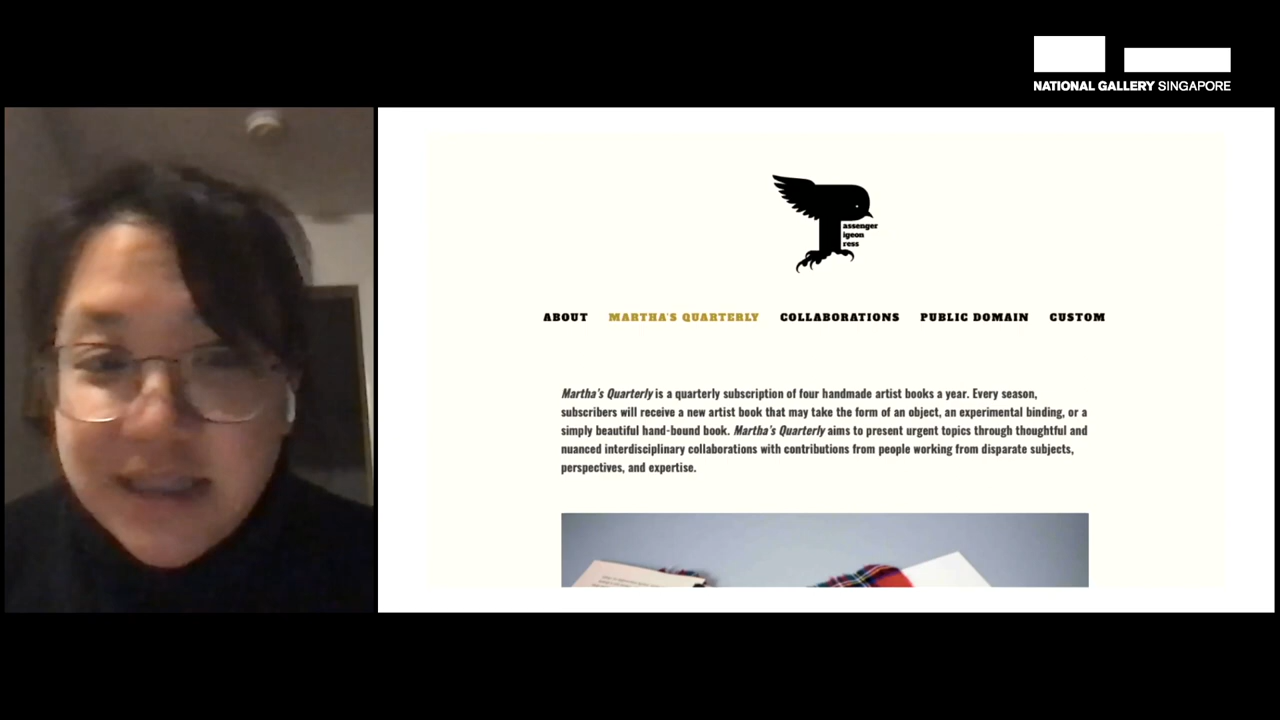 NATIONAL GALLERY SINGAPORE
assenger
igeon
ress
ABOUT MARTHA'S QUARTERLY COLLABORATIONS PUBLIC DOMAIN CUSTOM
Martha's Quarterly is a quarterly subscription of four handmade artist books a year. Every season,
subscribers will receive a new artist book that may take the form of an object, an experimental binding, or a
simply beautiful hand-bound book. Martha's Quarterly aims to present urgent topics through thoughtful and
nuanced interdisciplinary collaborations with contributions from people working from disparate subjects,
perspectives, and expertise.